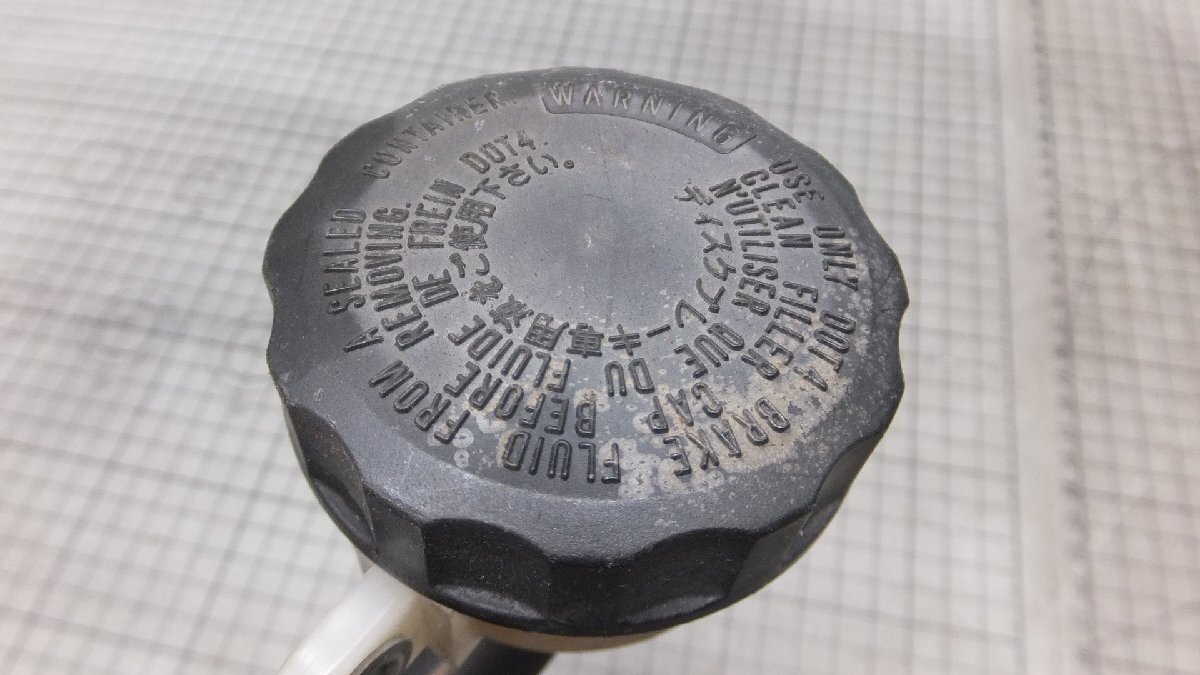 WARNING
USE ONLY DOT4 BRAKE FLUID FROM A SEALED CONTAINER.
CLEAN FILLER CAP BEFORE REMOVING.
N'UTILISER QUE DU FLUIDE DE FREIN DOT4.
ディスクブレーキ専用液をご使用下さい。